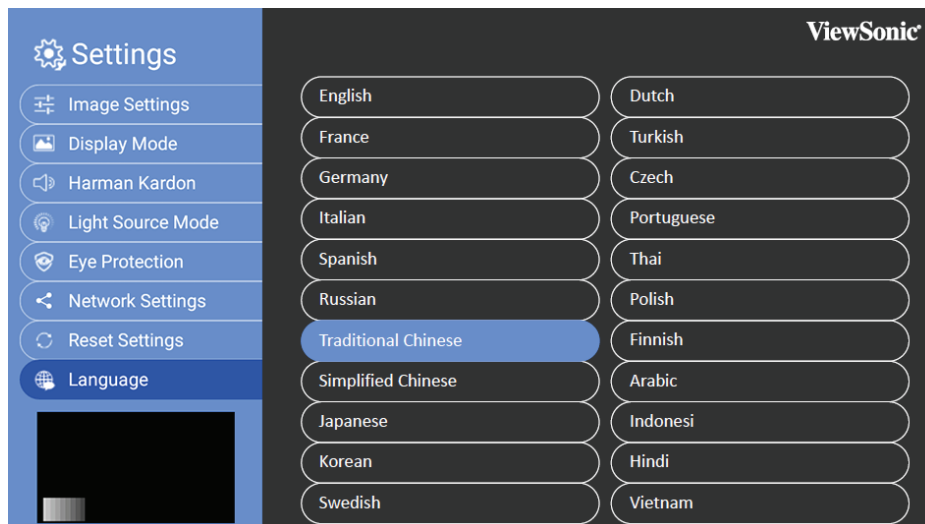 ViewSonic
Settings
Image Settings
Display Mode
Harman Kardon
Light Source Mode
Eye Protection
Network Settings
Reset Settings
Language
English
France
Germany
Italian
Spanish
Russian
Traditional Chinese
Simplified Chinese
Japanese
Korean
Swedish
Dutch
Turkish
Czech
Portuguese
Thai
Polish
Finnish
Arabic
Indonesi
Hindi
Vietnam